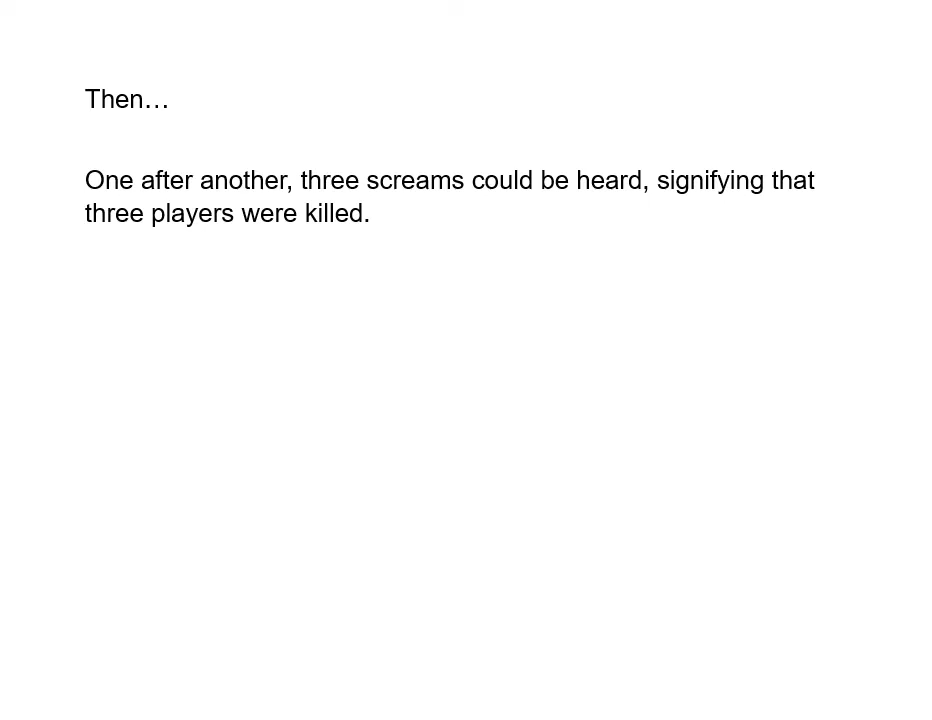 Then…
One after another, three screams could be heard, signifying that
three players were killed.